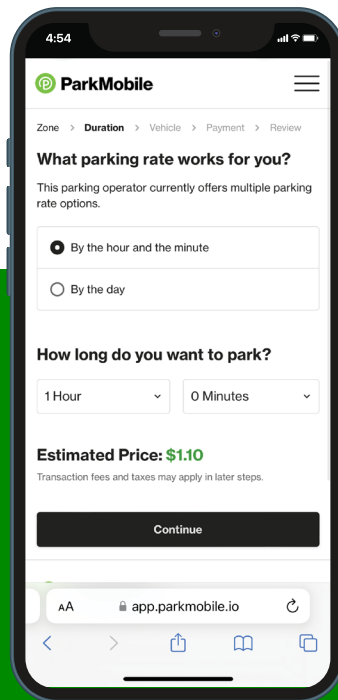 4:54
ParkMobile
Zone > Duration > Vehicle > Payment > Review
What parking rate works for you?
This parking operator currently offers multiple parking
rate options.
By the hour and the minute
By the day
How long do you want to park?
1 Hour
0 Minutes
Estimated Price: $1.10
Transaction fees and taxes may apply in later steps.
Continue
AA
app.parkmobile.io